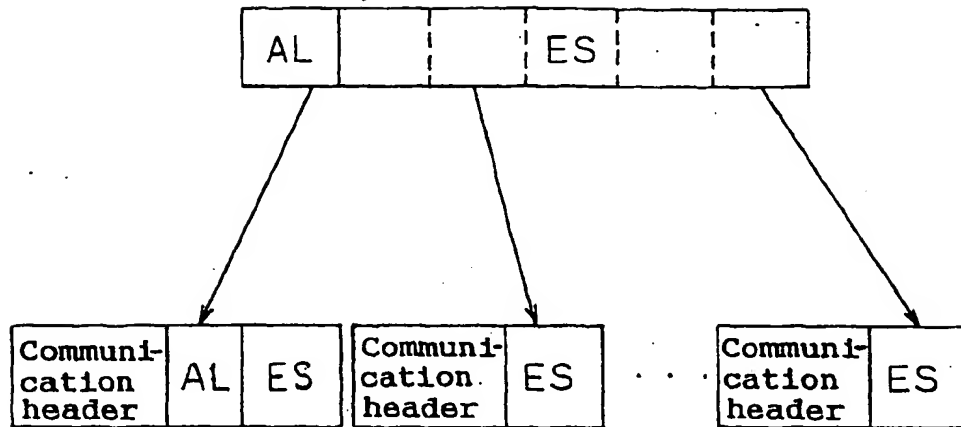 AL ES
Communi-
cation
header AL ES
Communi-
cation.
header ES
. . .
Communi-
cation
header ES